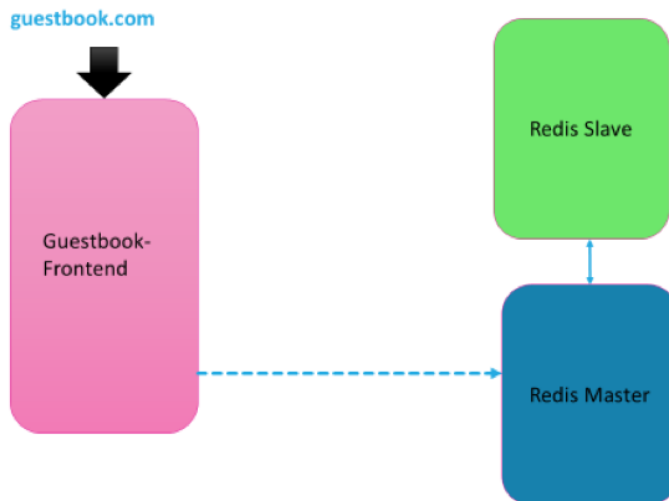 guestbook.com
Redis Slave
Guestbook-
Frontend
Redis Master